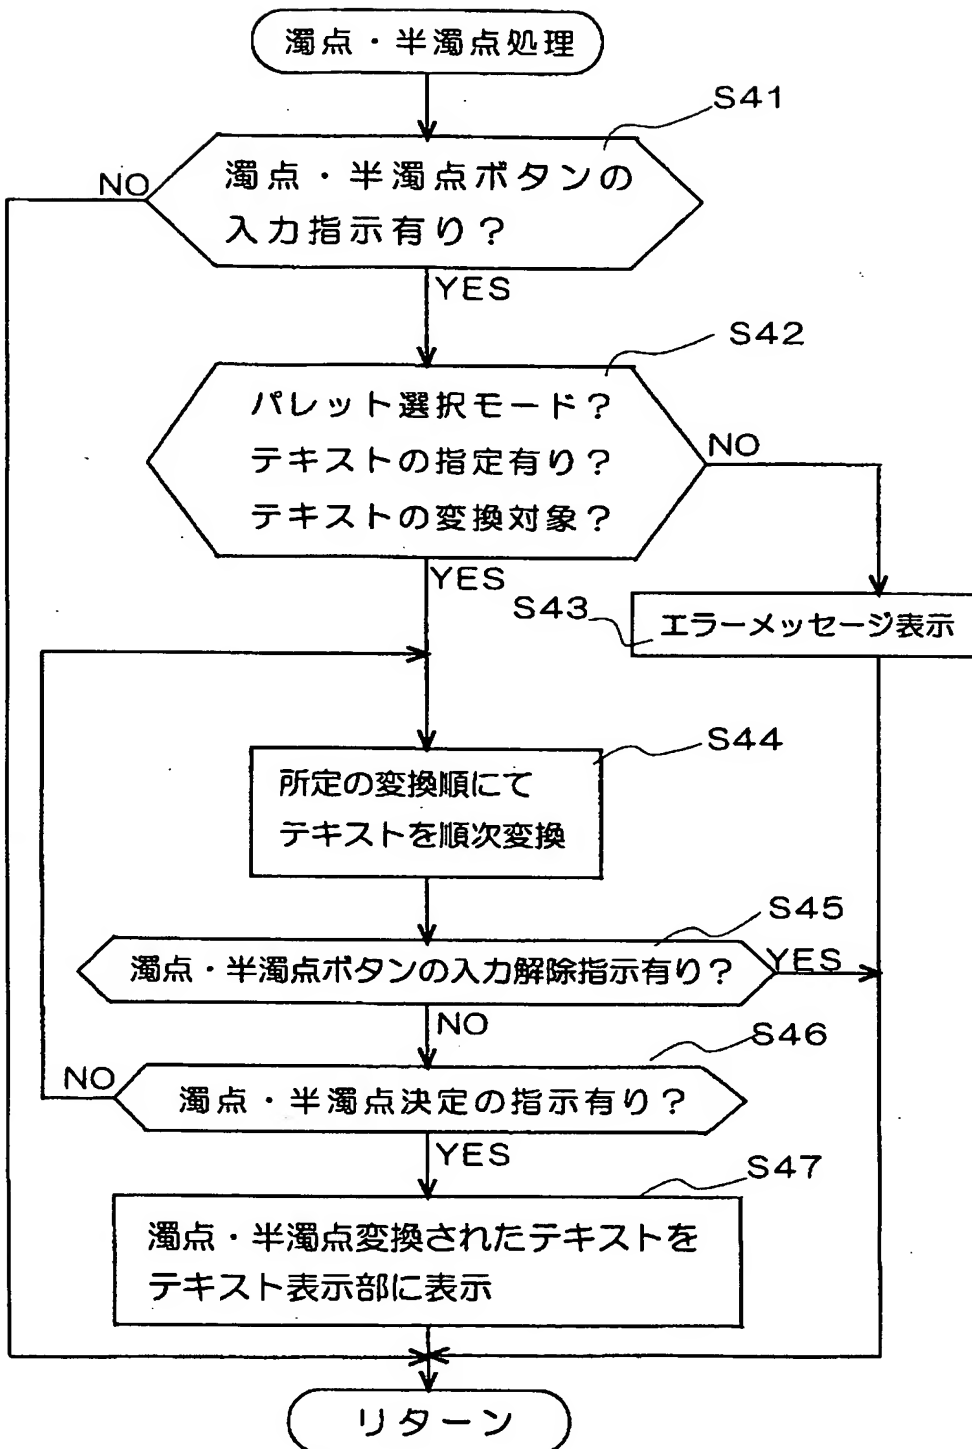 濁点・半濁点処理
S41
NO
濁点・半濁点ボタンの
入力指示有り?
YES
S42
パレット選択モード?
テキストの指定有り?
テキストの変換対象?
NO
YES
S43
エラーメッセージ表示
S44
所定の変換順にて
テキストを順次変換
S45
濁点・半濁点ボタンの入力解除指示有り?
YES
NO
S46
NO
濁点・半濁点決定の指示有り?
YES
S47
濁点・半濁点変換されたテキストを
テキスト表示部に表示
リターン